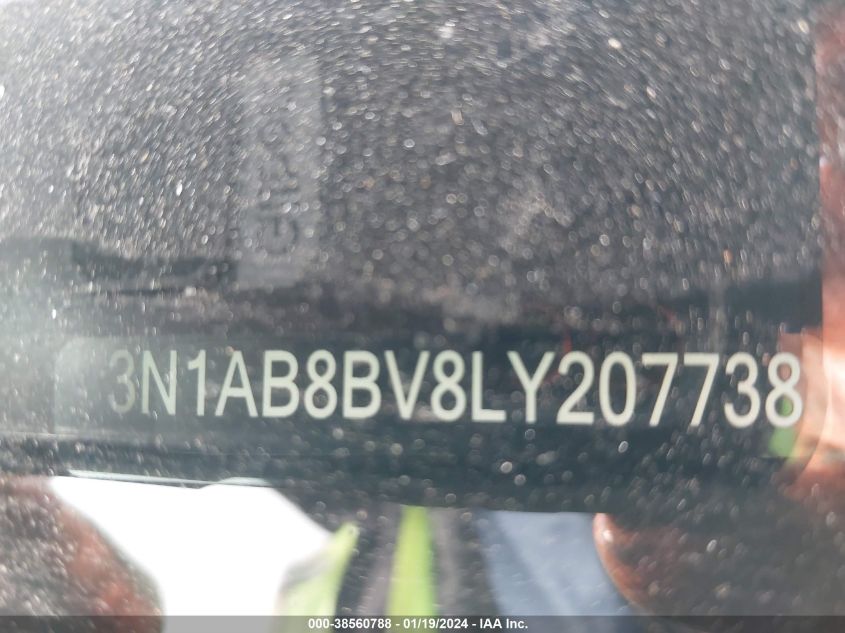 3N1AB8BV8LY207738
000-38560788 - 01/19/2024 - IAA Inc.